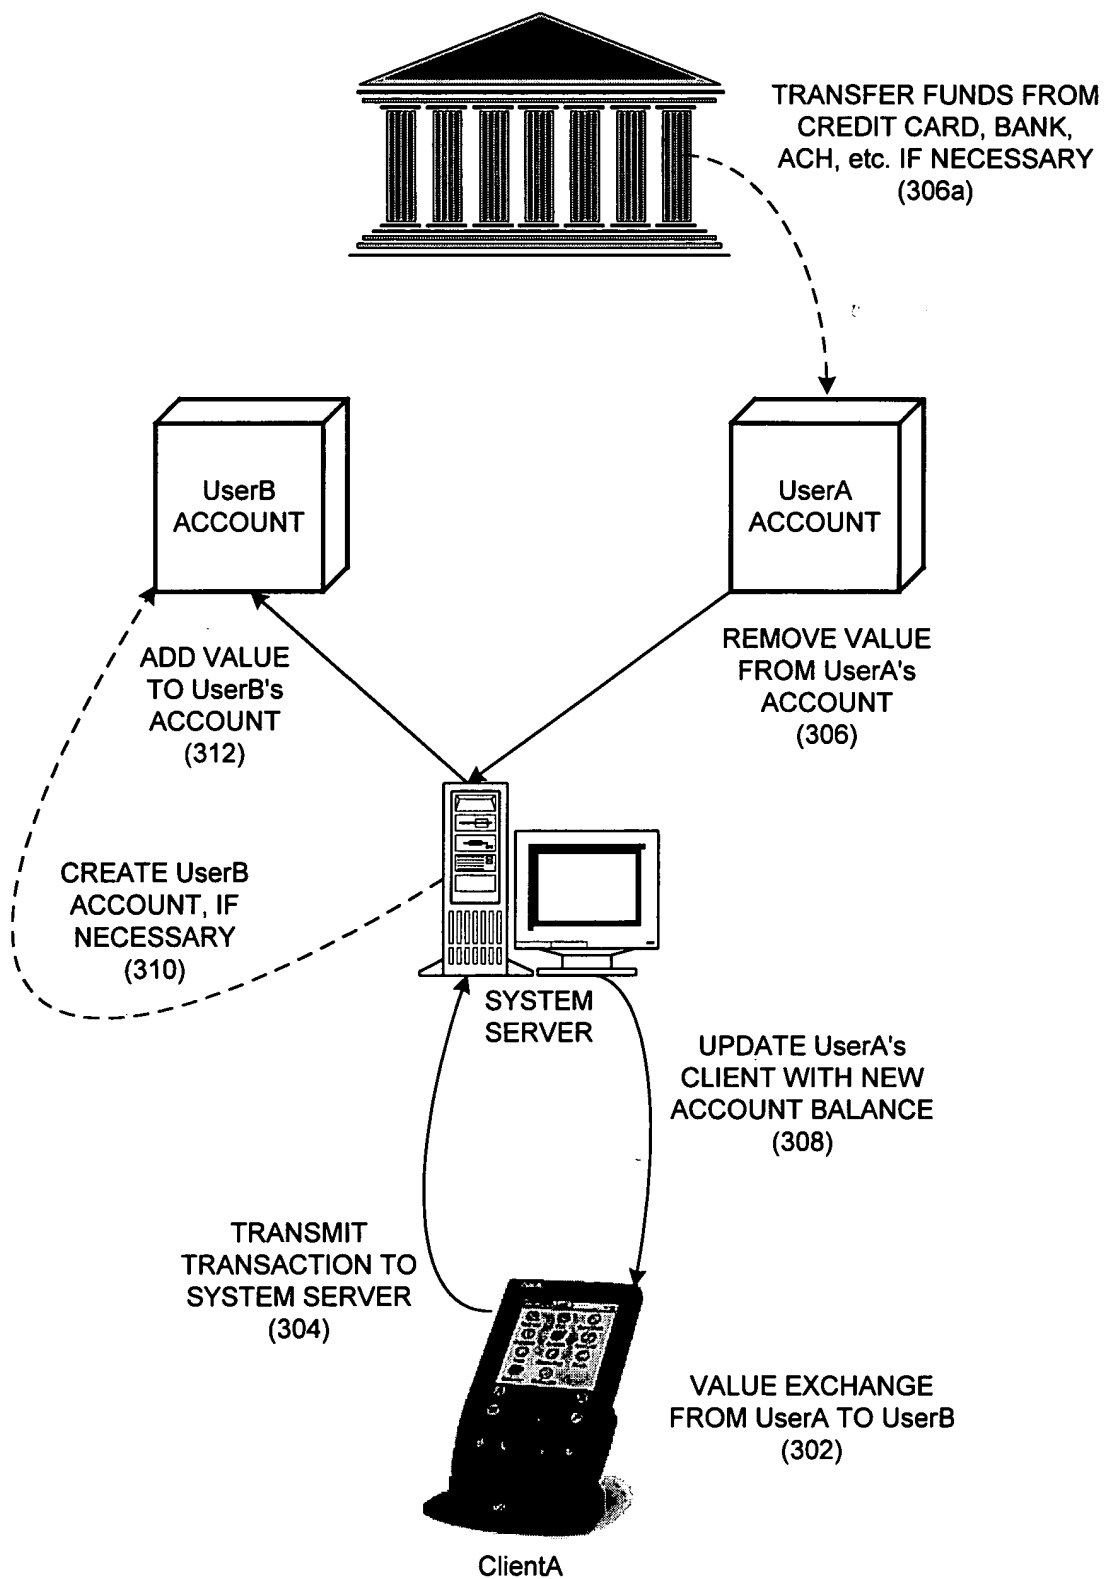 TRANSFER FUNDS FROM
CREDIT CARD, BANK,
ACH, etc. IF NECESSARY
(306a)
UserB
ACCOUNT
UserA
ACCOUNT
ADD VALUE
TO UserB's
ACCOUNT
(312)
REMOVE VALUE
FROM UserA's
ACCOUNT
(306)
CREATE UserB
ACCOUNT, IF
NECESSARY
(310)
SYSTEM
SERVER
UPDATE UserA's
CLIENT WITH NEW
ACCOUNT BALANCE
(308)
TRANSMIT
TRANSACTION TO
SYSTEM SERVER
(304)
VALUE EXCHANGE
FROM UserA TO UserB
(302)
ClientA